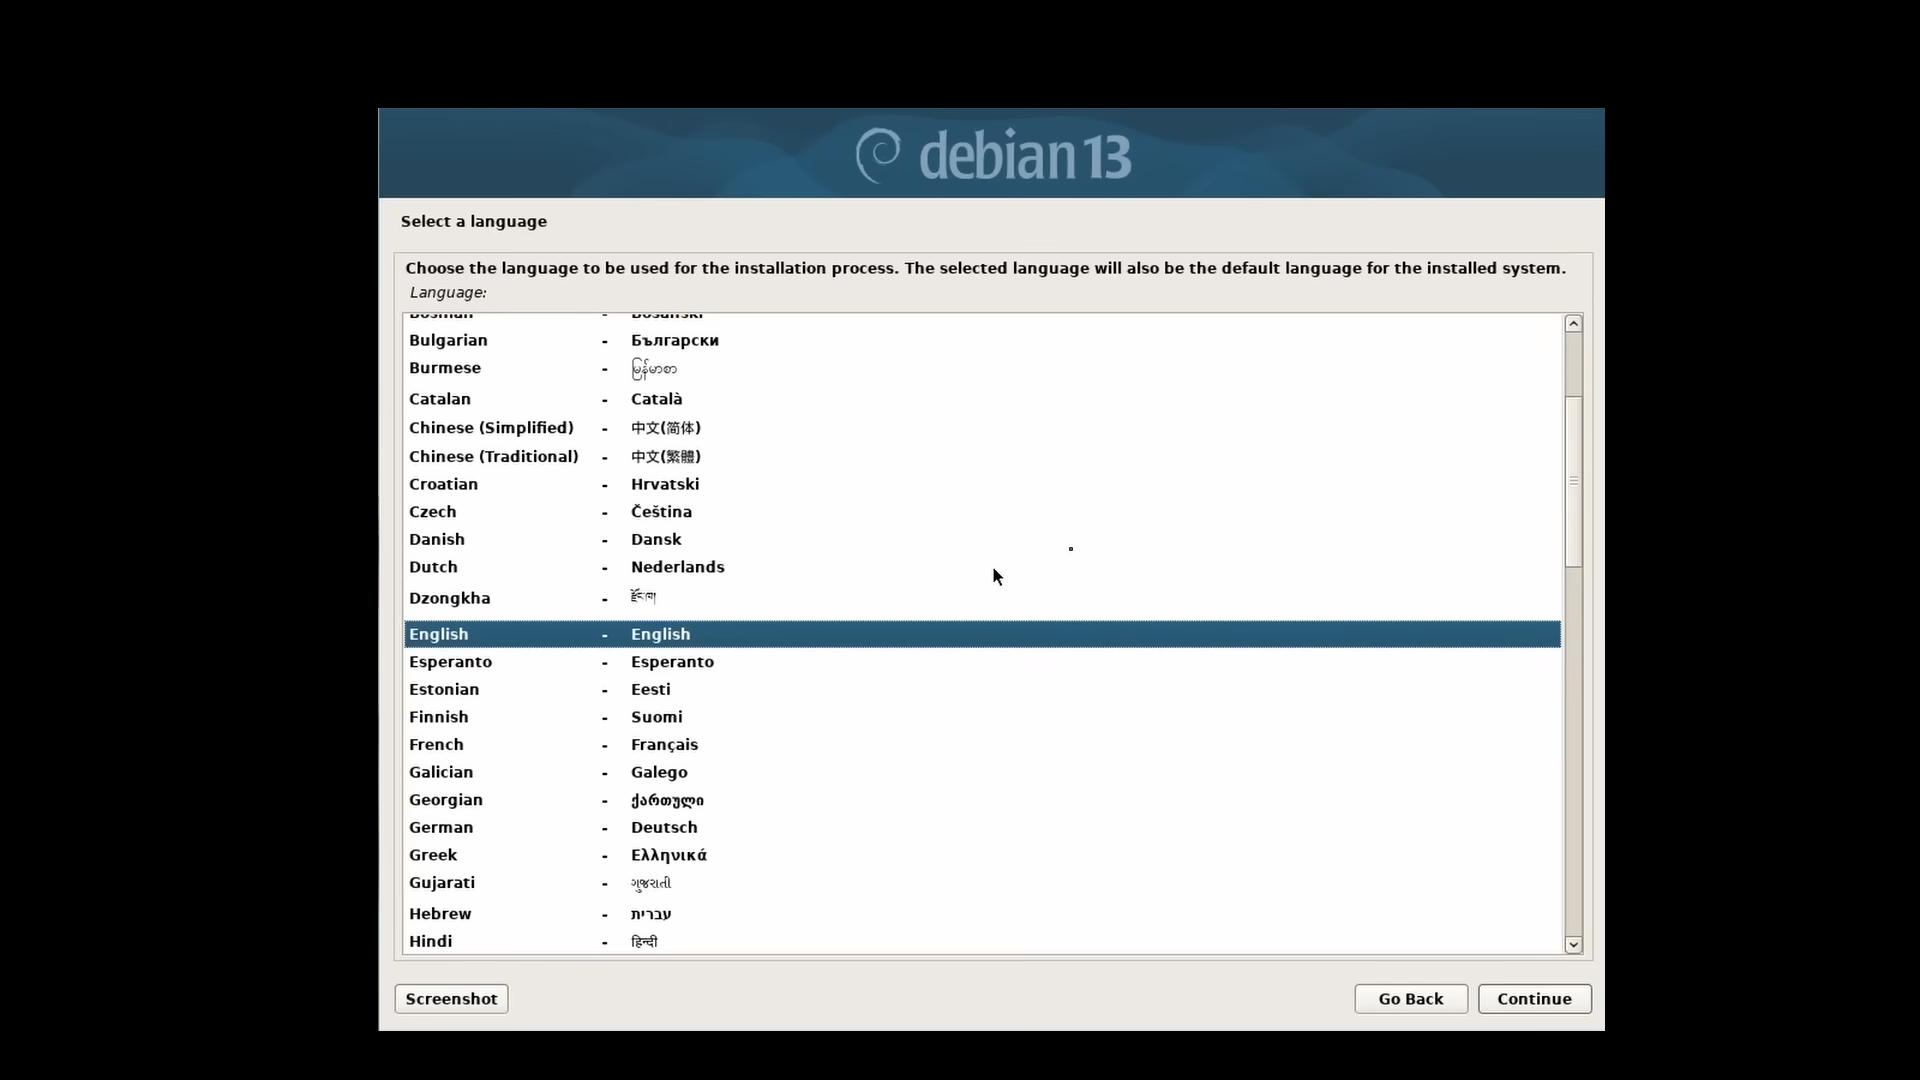 debian 13
Select a language
Choose the language to be used for the installation process. The selected language will also be the default language for the installed system.
Language:
Bosnian - Bosanski
Bulgarian - Български
Burmese - မြန်မာစာ
Catalan - Català
Chinese (Simplified) - 中文(简体)
Chinese (Traditional) - 中文(繁體)
Croatian - Hrvatski
Czech - Čeština
Danish - Dansk
Dutch - Nederlands
Dzongkha - རྫོང་ཁ།
English - English
Esperanto - Esperanto
Estonian - Eesti
Finnish - Suomi
French - Français
Galician - Galego
Georgian - ქართული
German - Deutsch
Greek - Ελληνικά
Gujarati - ગુજરાતી
Hebrew - עברית
Hindi - हिन्दी
Screenshot Go Back Continue